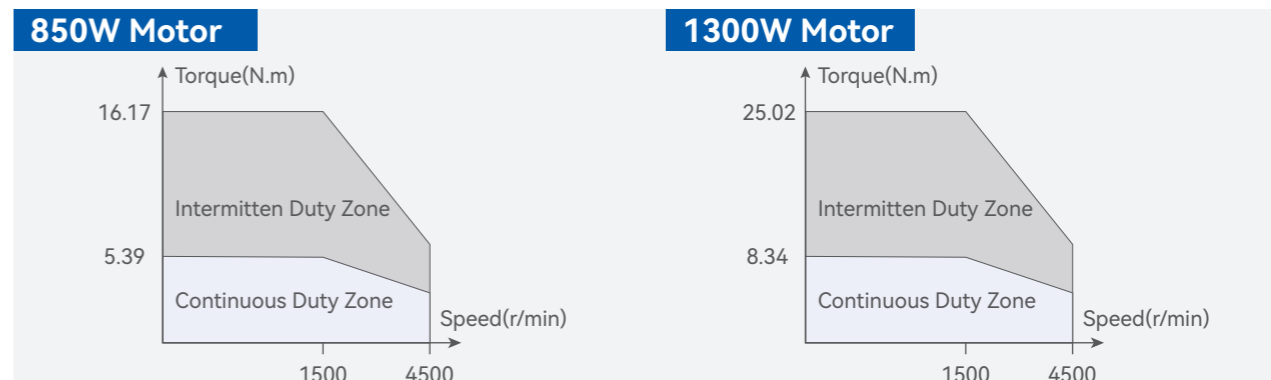 850W Motor
Torque(N.m)
16.17
Intermitten Duty Zone
5.39
Continuous Duty Zone
Speed(r/min)
1500 4500
1300W Motor
Torque(N.m)
25.02
Intermitten Duty Zone
8.34
Continuous Duty Zone
Speed(r/min)
1500 4500